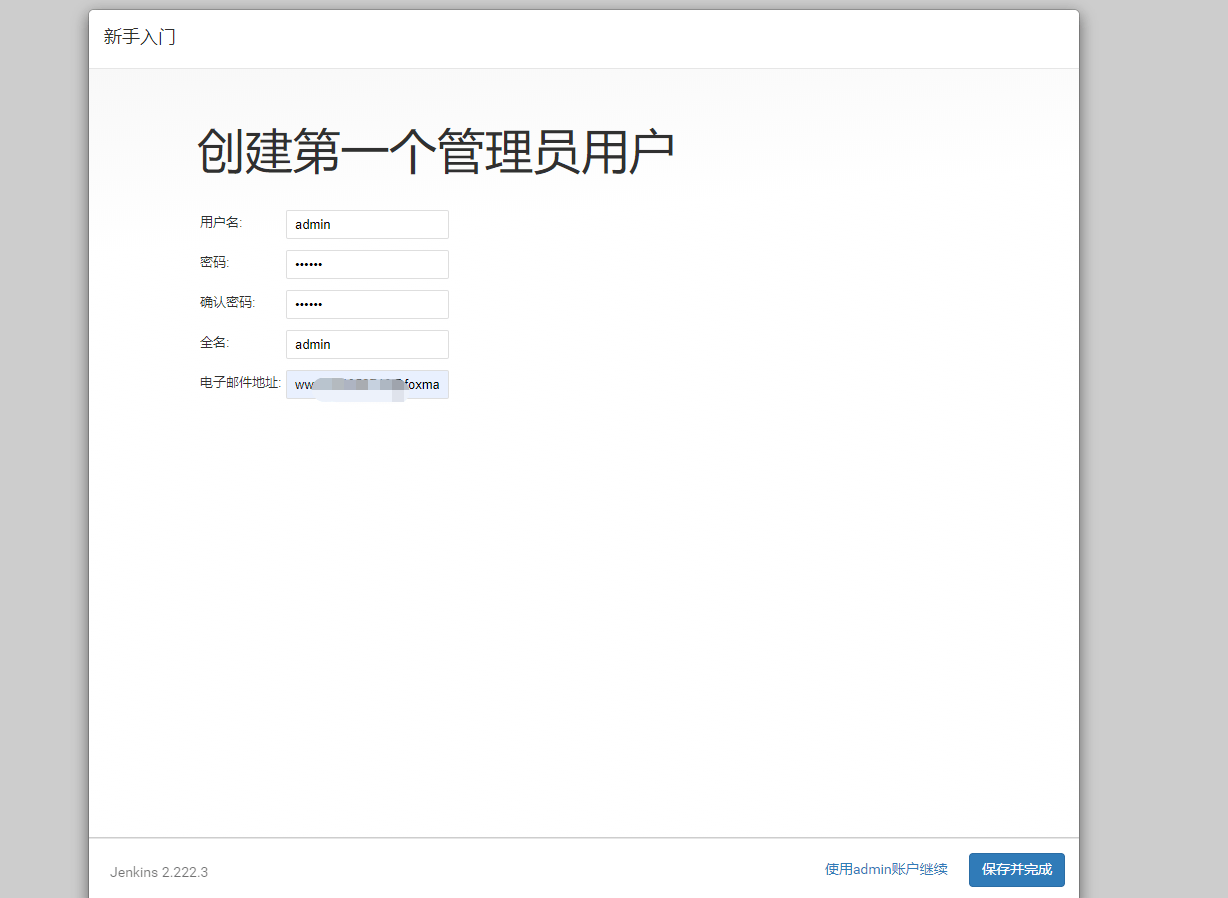 新手入门
创建第一个管理员用户
用户名: admin
密码: ••••••
确认密码: ••••••
全名: admin
电子邮件地址: ww foxma
Jenkins 2.222.3
使用admin账户继续 保存并完成